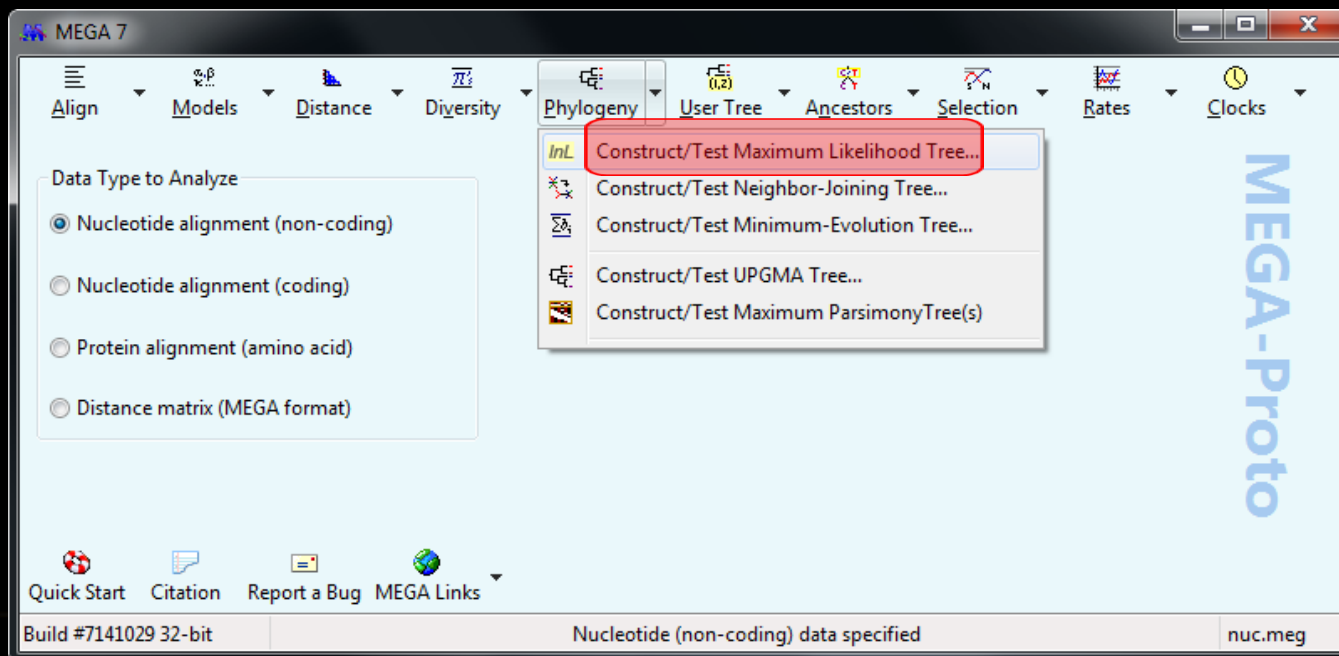 MEGA 7
Align Models Distance Diversity Phylogeny User Tree Ancestors Selection Rates Clocks
InL Construct/Test Maximum Likelihood Tree...
Construct/Test Neighbor-Joining Tree...
Construct/Test Minimum-Evolution Tree...
Construct/Test UPGMA Tree...
Construct/Test Maximum ParsimonyTree(s)
Data Type to Analyze
Nucleotide alignment (non-coding)
Nucleotide alignment (coding)
Protein alignment (amino acid)
Distance matrix (MEGA format)
MEGA-Proto
Quick Start Citation Report a Bug MEGA Links
Build #7141029 32-bit Nucleotide (non-coding) data specified nuc.meg